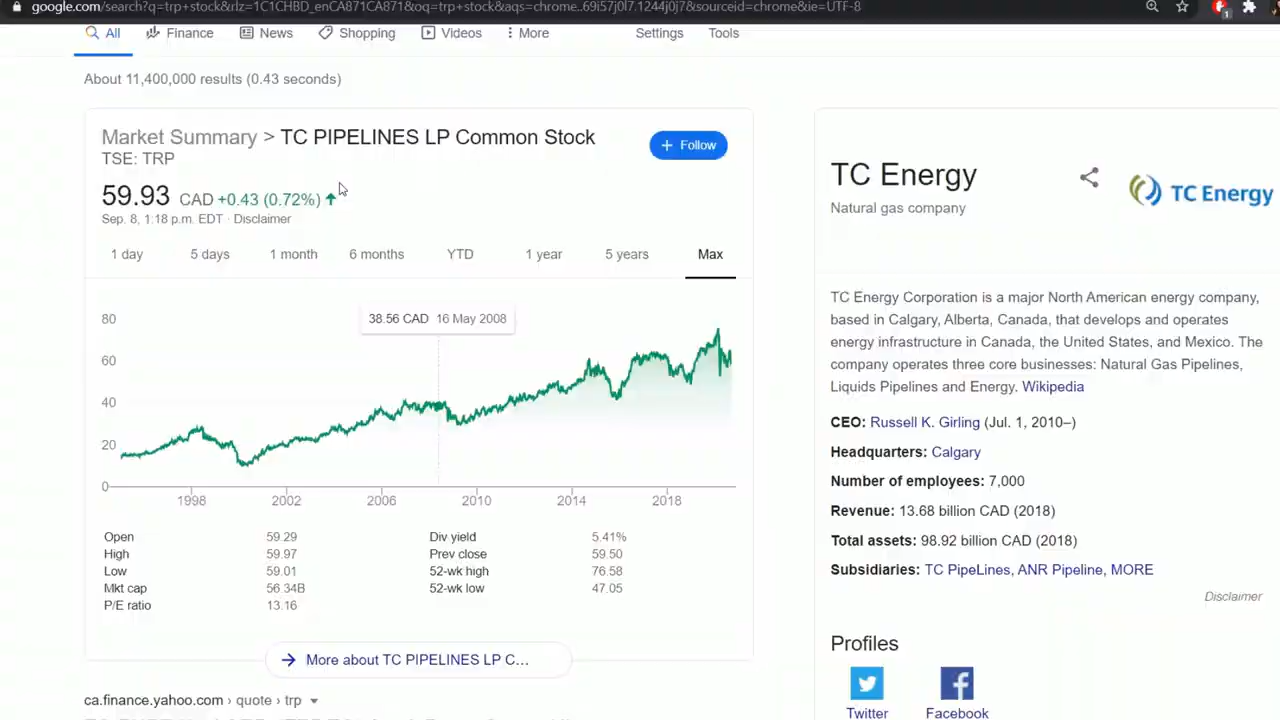 google.com/search?q=trp+stock&rlz=1C1CHBD_enCA871CA871&oq=trp+stock&aqs=chrome..69i57j0l7.1244j0j7&sourceid=chrome&ie=UTF-8
1
All Finance News Shopping Videos More Settings Tools
About 11,400,000 results (0.43 seconds)
Market Summary > TC PIPELINES LP Common Stock
TSE: TRP
+ Follow
59.93 CAD +0.43 (0.72%)
Sep. 8, 1:18 p.m. EDT · Disclaimer
1 day 5 days 1 month 6 months YTD 1 year 5 years Max
38.56 CAD 16 May 2008
80
60
40
20
0
1998 2002 2006 2010 2014 2018
Open 59.29 Div yield 5.41%
High 59.97 Prev close 59.50
Low 59.01 52-wk high 76.58
Mkt cap 56.34B 52-wk low 47.05
P/E ratio 13.16
More about TC PIPELINES LP C...
ca.finance.yahoo.com › quote › trp
TC Energy
Natural gas company
TC Energy
TC Energy Corporation is a major North American energy company,
based in Calgary, Alberta, Canada, that develops and operates
energy infrastructure in Canada, the United States, and Mexico. The
company operates three core businesses: Natural Gas Pipelines,
Liquids Pipelines and Energy. Wikipedia
CEO: Russell K. Girling (Jul. 1, 2010–)
Headquarters: Calgary
Number of employees: 7,000
Revenue: 13.68 billion CAD (2018)
Total assets: 98.92 billion CAD (2018)
Subsidiaries: TC PipeLines, ANR Pipeline, MORE
Disclaimer
Profiles
Twitter Facebook